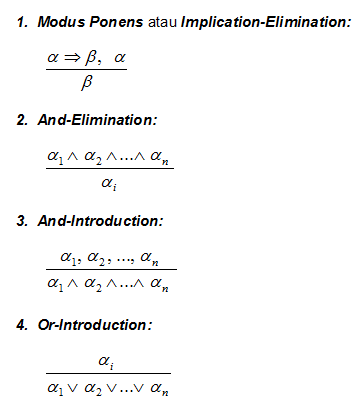 1. Modus Ponens atau Implication-Elimination:
α ⇒ β, α
β
2. And-Elimination:
α₁ ∧ α₂ ∧...∧ αₙ
αᵢ
3. And-Introduction:
α₁, α₂, ..., αₙ
α₁ ∧ α₂ ∧...∧ αₙ
4. Or-Introduction:
αᵢ
α₁ ∨ α₂ ∨...∨ αₙ